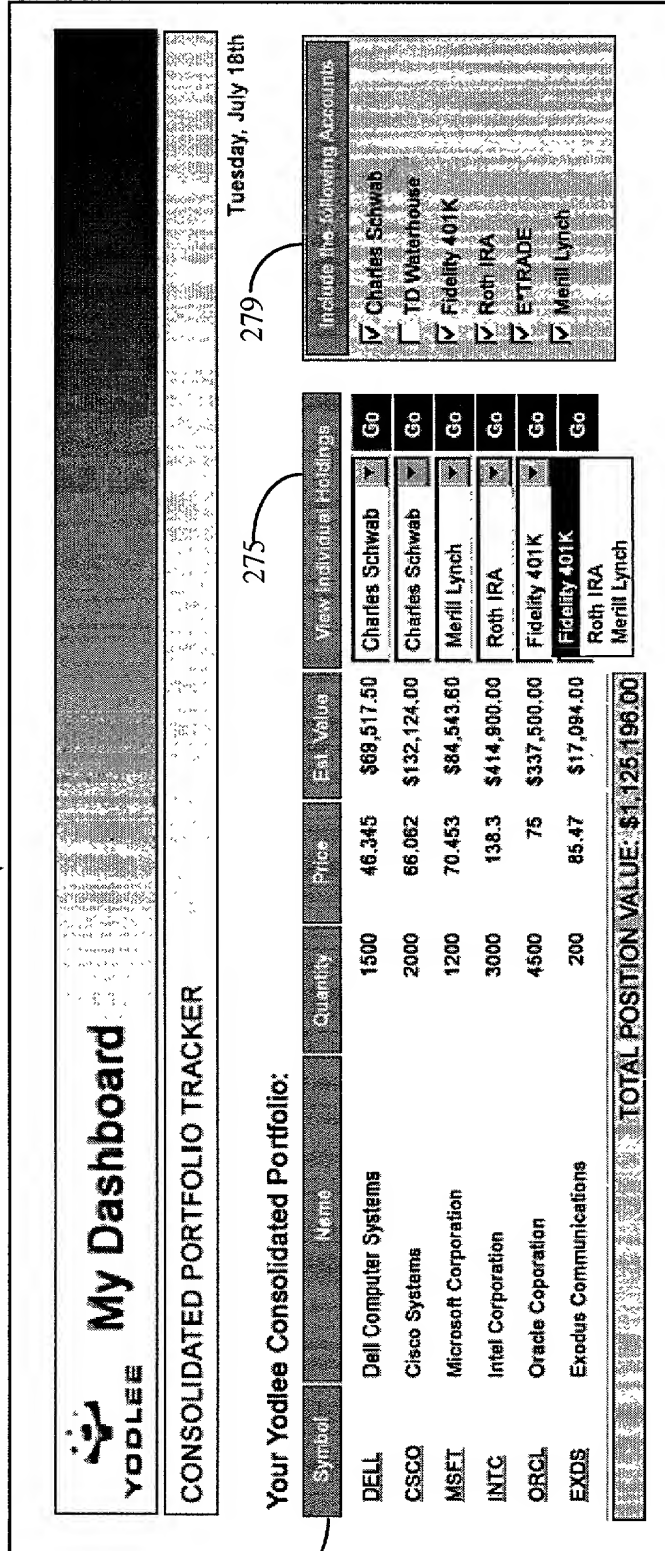 YODLEE My Dashboard
CONSOLIDATED PORTFOLIO TRACKER
Tuesday, July 18th
Your Yodlee Consolidated Portfolio:
275
279
Symbol Name Quantity Price Est. Value View Individual Holdings
DELL Dell Computer Systems 1500 46.345 $69,517.50 Charles Schwab Go
CSCO Cisco Systems 2000 66.062 $132,124.00 Charles Schwab Go
MSFT Microsoft Corporation 1200 70.453 $84,543.60 Merill Lynch Go
INTC Intel Corporation 3000 138.3 $414,900.00 Roth IRA Go
ORCL Oracle Coporation 4500 75 $337,500.00 Fidelity 401K Go
EXDS Exodus Communications 200 85.47 $17,094.00 Fidelity 401K Go
Roth IRA
Merill Lynch
TOTAL POSITION VALUE: $1,125,196.00
Include the following Accounts
Charles Schwab
TD Waterhouse
Fidelity 401K
Roth IRA
E*TRADE
Merill Lynch